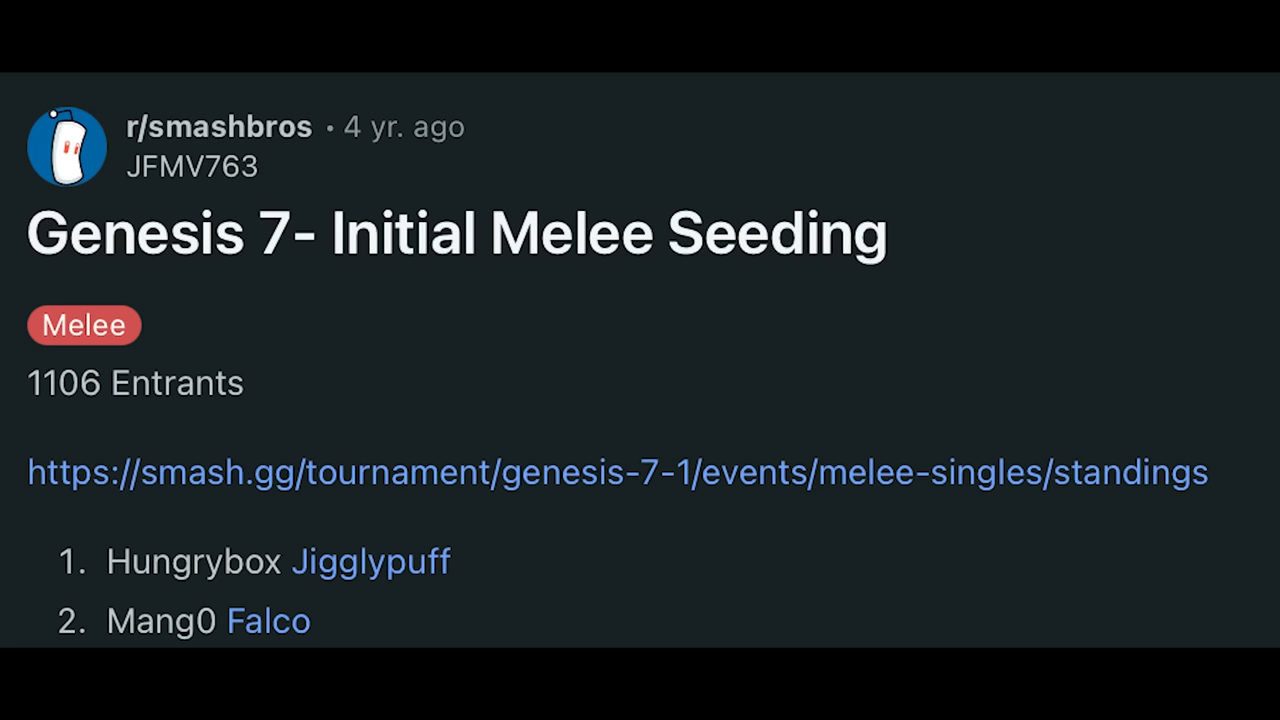 r/smashbros • 4 yr. ago
JFMV763
Genesis 7- Initial Melee Seeding
Melee
1106 Entrants
https://smash.gg/tournament/genesis-7-1/events/melee-singles/standings
1. Hungrybox Jigglypuff
2. Mang0 Falco